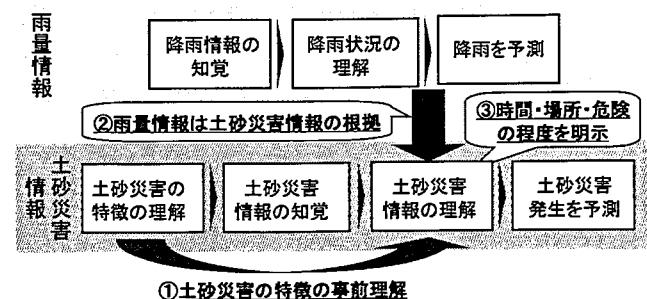 雨量情報
降雨情報の
知覚
降雨状況の
理解
降雨を予測
②雨量情報は土砂災害情報の根拠
③時間・場所・危険
の程度を明示
土砂災害
情報
土砂災害の
特徴の理解
土砂災害
情報の知覚
土砂災害
情報の理解
土砂災害
発生を予測
①土砂災害の特徴の事前理解